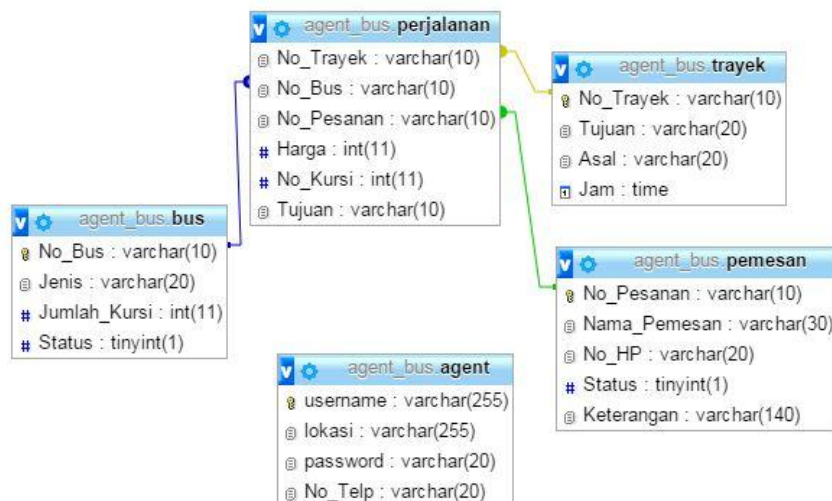 agent_bus.perjalanan
No_Trayek : varchar(10)
No_Bus : varchar(10)
No_Pesanan : varchar(10)
# Harga : int(11)
# No_Kursi : int(11)
Tujuan : varchar(10)
agent_bus.trayek
No_Trayek : varchar(10)
Tujuan : varchar(20)
Asal : varchar(20)
Jam : time
agent_bus.bus
No_Bus : varchar(10)
Jenis : varchar(20)
# Jumlah_Kursi : int(11)
# Status : tinyint(1)
agent_bus.pemesan
No_Pesanan : varchar(10)
Nama_Pemesan : varchar(30)
No_HP : varchar(20)
# Status : tinyint(1)
Keterangan : varchar(140)
agent_bus.agent
username : varchar(255)
lokasi : varchar(255)
password : varchar(20)
No_Telp : varchar(20)